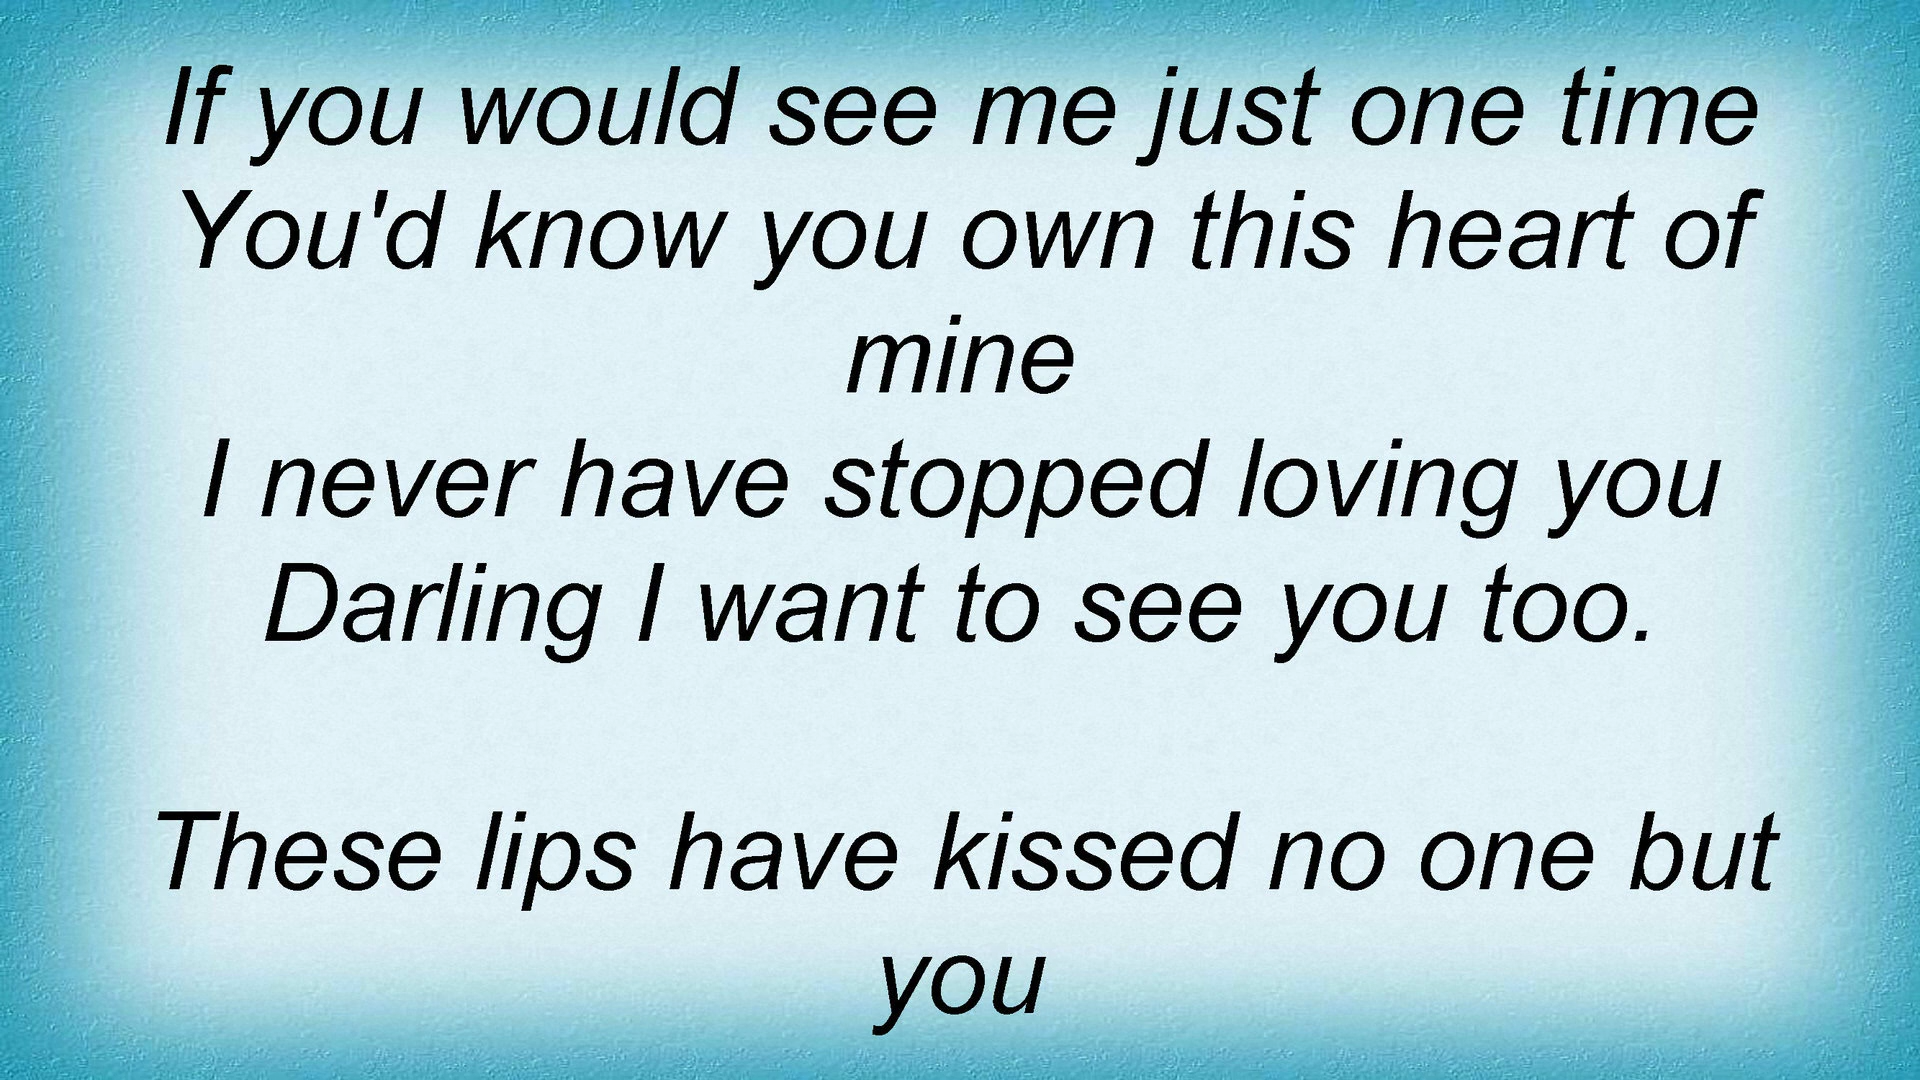 If you would see me just one time
You'd know you own this heart of
mine
I never have stopped loving you
Darling I want to see you too.
These lips have kissed no one but
you